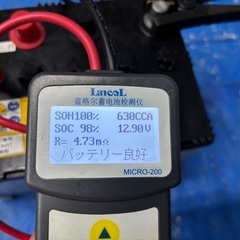 Lancol
蓝格尔蓄电池检测仪
SOH100% 630CCA
SOC 98% 12.90V
R= 4.73mΩ
バッテリー良好
MICRO-200